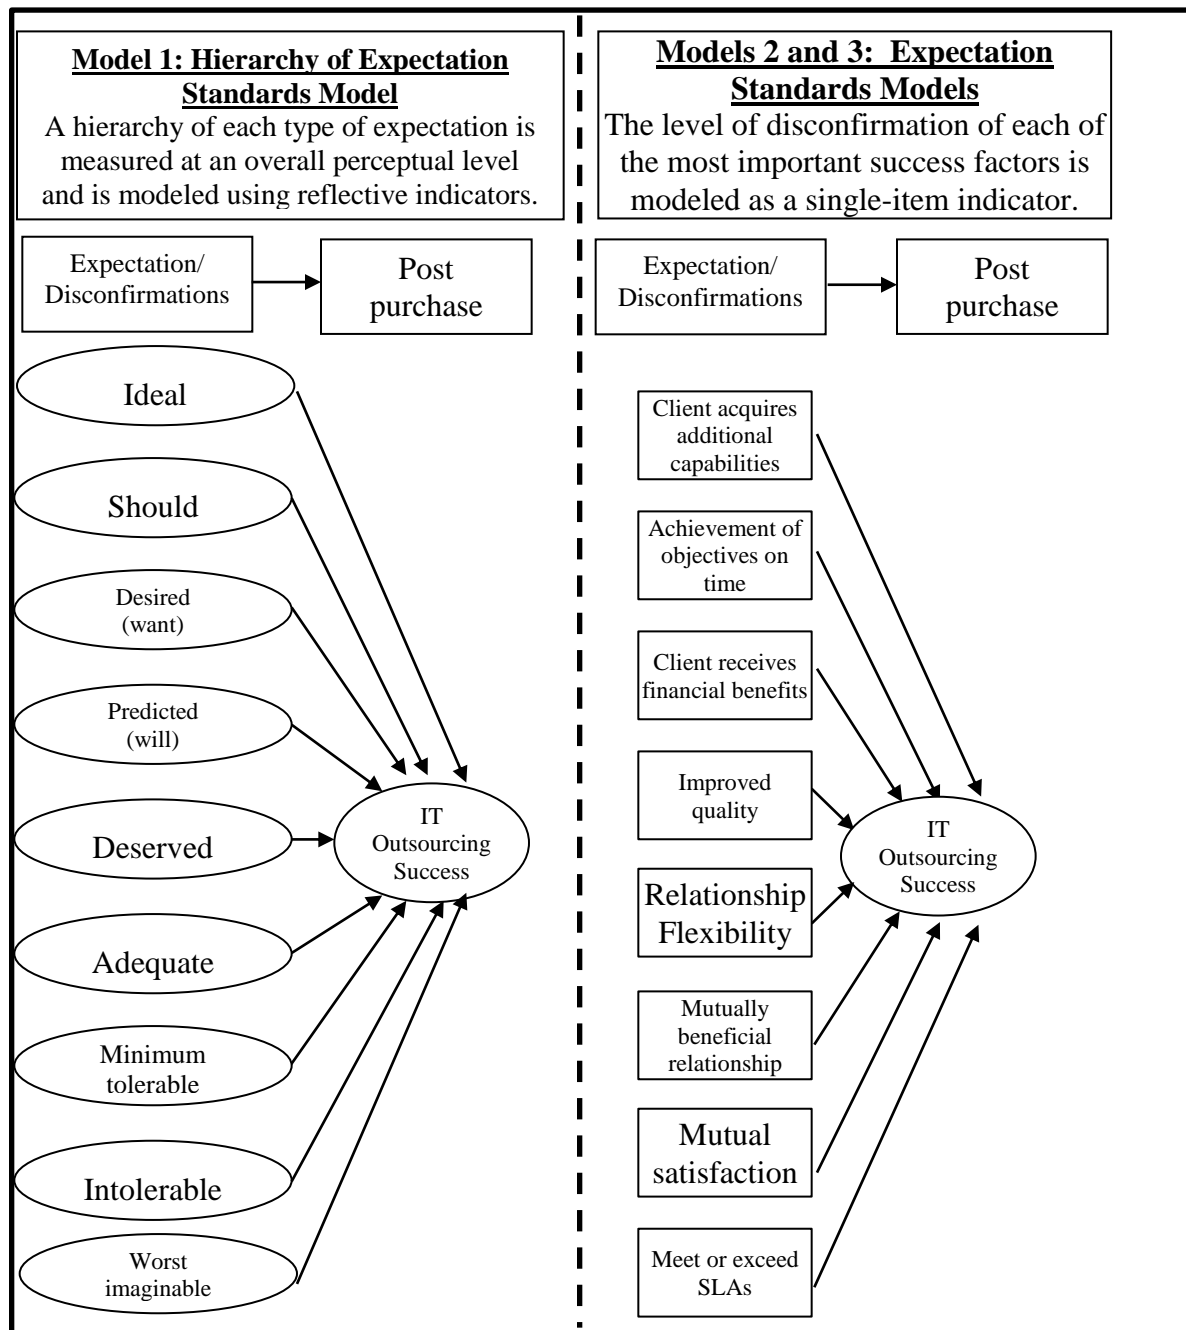 Model 1: Hierarchy of Expectation
Standards Model
A hierarchy of each type of expectation is
measured at an overall perceptual level
and is modeled using reflective indicators.
Expectation/
Disconfirmations
Post
purchase
Ideal
Should
Desired
(want)
Predicted
(will)
Deserved
Adequate
Minimum
tolerable
Intolerable
Worst
imaginable
IT
Outsourcing
Success
Models 2 and 3:  Expectation
Standards Models
The level of disconfirmation of each of
the most important success factors is
modeled as a single-item indicator.
Expectation/
Disconfirmations
Post
purchase
Client acquires
additional
capabilities
Achievement of
objectives on
time
Client receives
financial benefits
Improved
quality
Relationship
Flexibility
Mutually
beneficial
relationship
Mutual
satisfaction
Meet or exceed
SLAs
IT
Outsourcing
Success